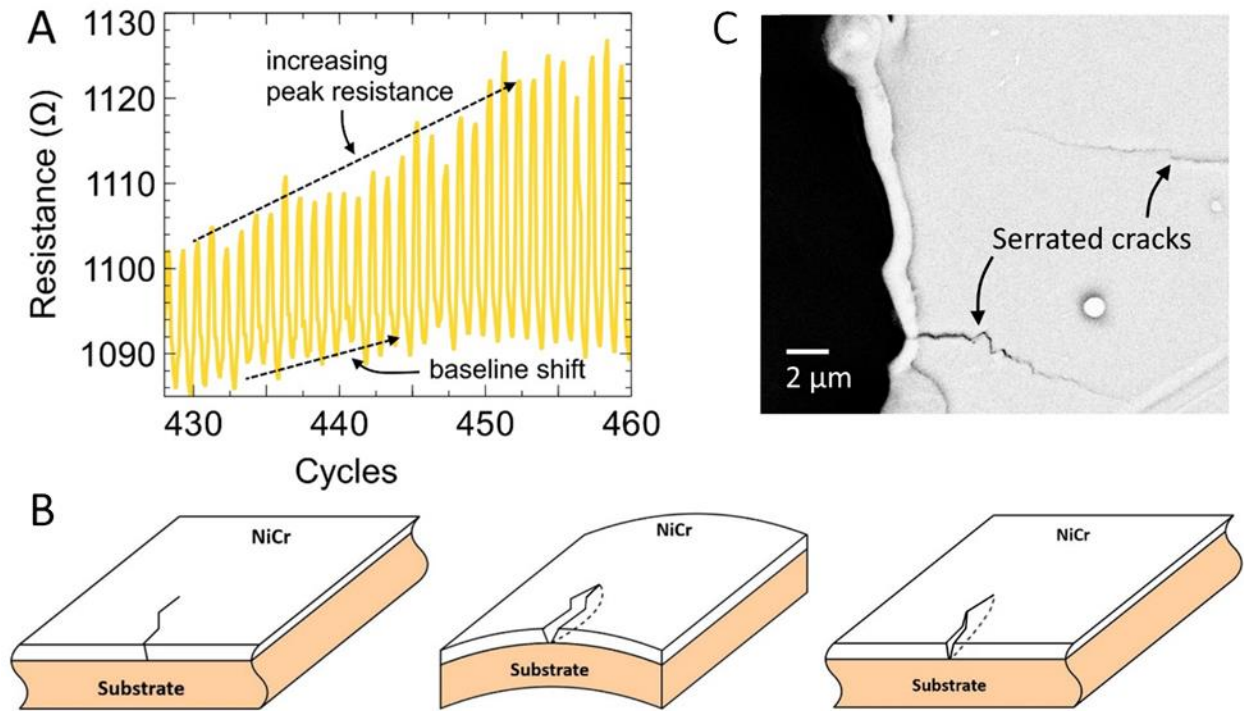 A
Resistance (Ω)
1130
1120
1110
1100
1090
increasing
peak resistance
baseline shift
430
440
450
460
Cycles
C
Serrated cracks
2 μm
B
NiCr
Substrate
NiCr
Substrate
NiCr
Substrate